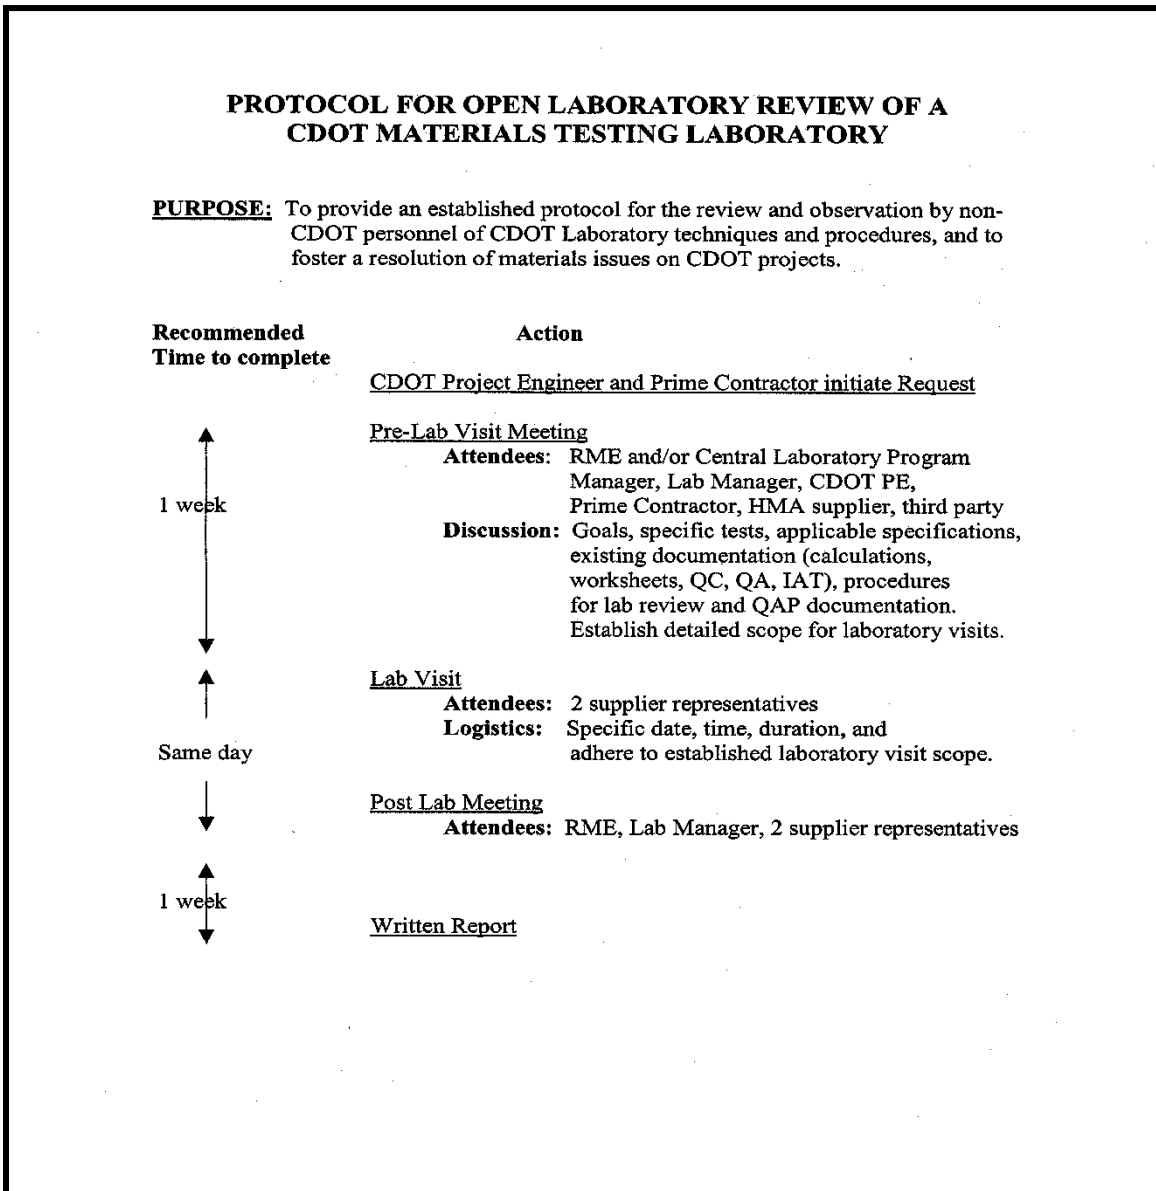 PROTOCOL FOR OPEN LABORATORY REVIEW OF A
CDOT MATERIALS TESTING LABORATORY
PURPOSE: To provide an established protocol for the review and observation by non-
CDOT personnel of CDOT Laboratory techniques and procedures, and to
foster a resolution of materials issues on CDOT projects.
Recommended Action
Time to complete
CDOT Project Engineer and Prime Contractor initiate Request
Pre-Lab Visit Meeting
Attendees: RME and/or Central Laboratory Program
Manager, Lab Manager, CDOT PE,
1 week Prime Contractor, HMA supplier, third party
Discussion: Goals, specific tests, applicable specifications,
existing documentation (calculations,
worksheets, QC, QA, IAT), procedures
for lab review and QAP documentation.
Establish detailed scope for laboratory visits.
Lab Visit
Attendees: 2 supplier representatives
Logistics: Specific date, time, duration, and
Same day adhere to established laboratory visit scope.
Post Lab Meeting
Attendees: RME, Lab Manager, 2 supplier representatives
1 week
Written Report